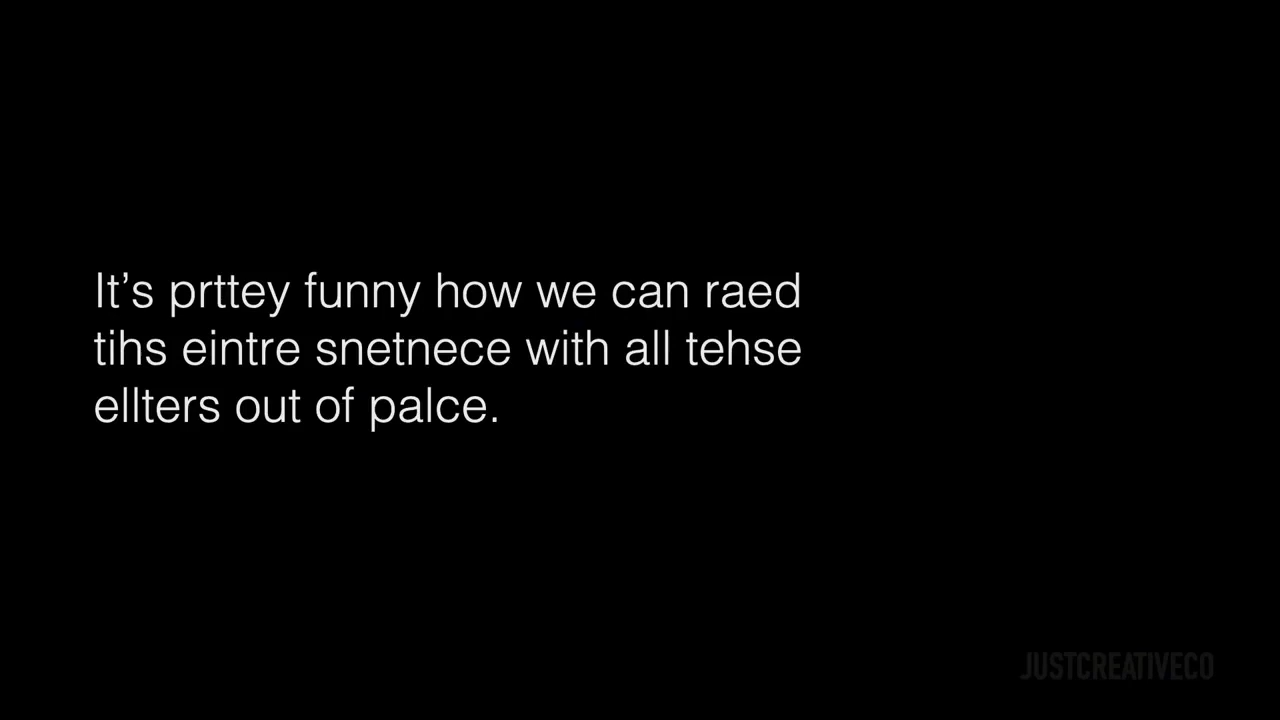 It’s prttey funny how we can raed
tihs eintre snetnece with all tehse
ellters out of palce.
JUSTCREATIVECO